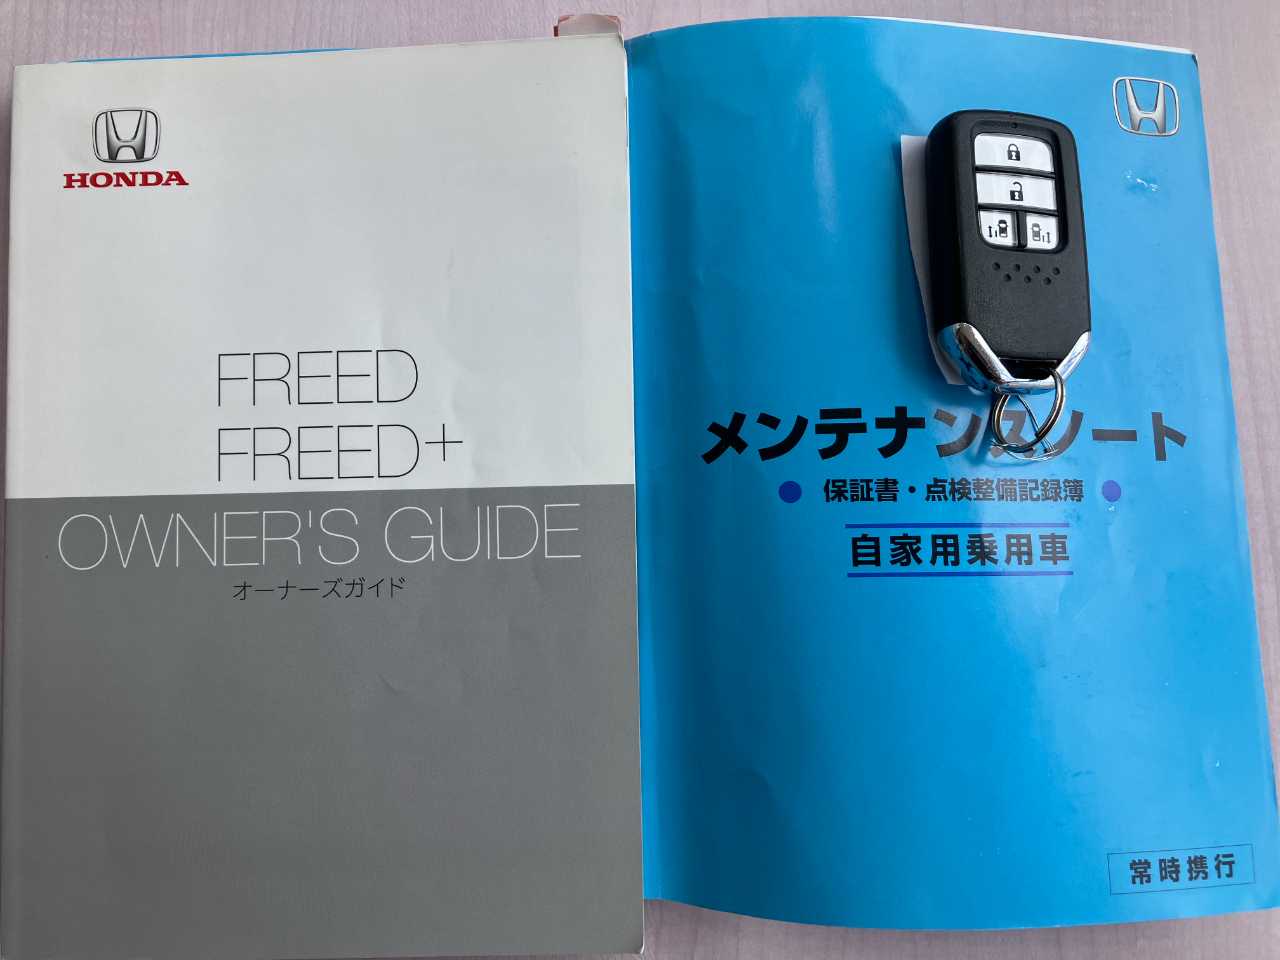 HONDA
FREED
FREED+
OWNER'S GUIDE
オーナーズガイド
メンテナンスノート
● 保証書・点検整備記録簿 ●
自家用乗用車
常時携行